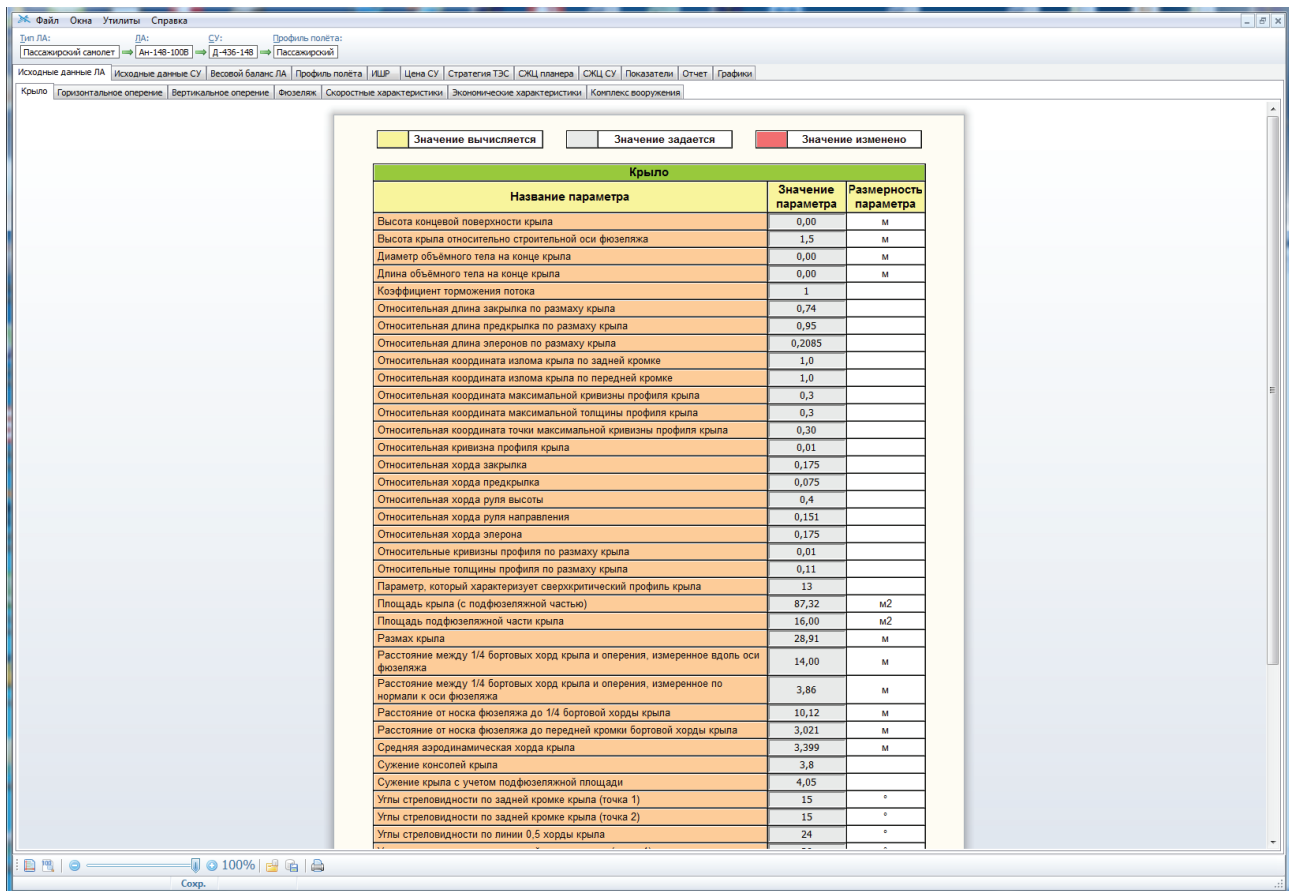 Файл Окна Утилиты Справка
Тип ЛА: ЛА: СУ: Профиль полёта:
Пассажирский самолет Ан-148-100В Д-436-148 Пассажирский
Исходные данные ЛА Исходные данные СУ Весовой баланс ЛА Профиль полёта ИШР Цена СУ Стратегия ТЭС СЖЦ планера СЖЦ СУ Показатели Отчет Графики
Крыло Горизонтальное оперение Вертикальное оперение Фюзеляж Скоростные характеристики Экономические характеристики Комплекс вооружения
Значение вычисляется Значение задается Значение изменено
Крыло
Название параметра Значение параметра Размерность параметра
Высота концевой поверхности крыла 0,00 м
Высота крыла относительно строительной оси фюзеляжа 1,5 м
Диаметр объёмного тела на конце крыла 0,00 м
Длина объёмного тела на конце крыла 0,00 м
Коэффициент торможения потока 1
Относительная длина закрылка по размаху крыла 0,74
Относительная длина предкрылка по размаху крыла 0,95
Относительная длина элеронов по размаху крыла 0,2085
Относительная координата излома крыла по задней кромке 1,0
Относительная координата излома крыла по передней кромке 1,0
Относительная координата максимальной кривизны профиля крыла 0,3
Относительная координата максимальной толщины профиля крыла 0,3
Относительная координата точки максимальной кривизны профиля крыла 0,30
Относительная кривизна профиля крыла 0,01
Относительная хорда закрылка 0,175
Относительная хорда предкрылка 0,075
Относительная хорда руля высоты 0,4
Относительная хорда руля направления 0,151
Относительная хорда элерона 0,175
Относительные кривизны профиля по размаху крыла 0,01
Относительные толщины профиля по размаху крыла 0,11
Параметр, который характеризует сверхкритический профиль крыла 13
Площадь крыла (с подфюзеляжной частью) 87,32 м2
Площадь подфюзеляжной части крыла 16,00 м2
Размах крыла 28,91 м
Расстояние между 1/4 бортовых хорд крыла и оперения, измеренное вдоль оси
фюзеляжа 14,00 м
Расстояние между 1/4 бортовых хорд крыла и оперения, измеренное по
нормали к оси фюзеляжа 3,86 м
Расстояние от носка фюзеляжа до 1/4 бортовой хорды крыла 10,12 м
Расстояние от носка фюзеляжа до передней кромки бортовой хорды крыла 3,021 м
Средняя аэродинамическая хорда крыла 3,399 м
Сужение консолей крыла 3,8
Сужение крыла с учетом подфюзеляжной площади 4,05
Углы стреловидности по задней кромке крыла (точка 1) 15 °
Углы стреловидности по задней кромке крыла (точка 2) 15 °
Углы стреловидности по линии 0,5 хорды крыла 24 °
100%
Сохр.